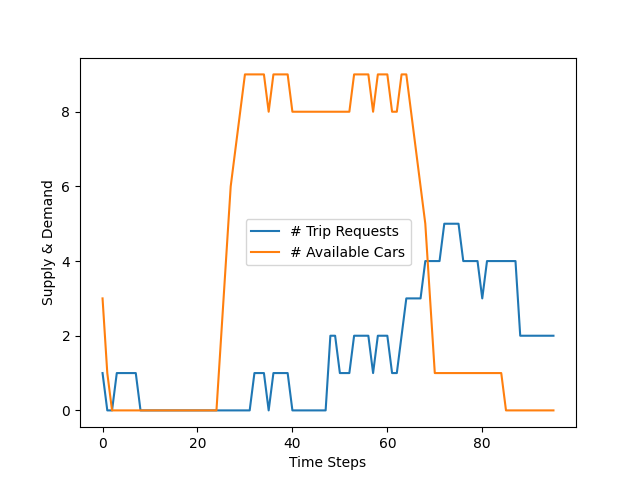 8
6
4
2
0
Supply & Demand
# Trip Requests
# Available Cars
0 20 40 60 80
Time Steps